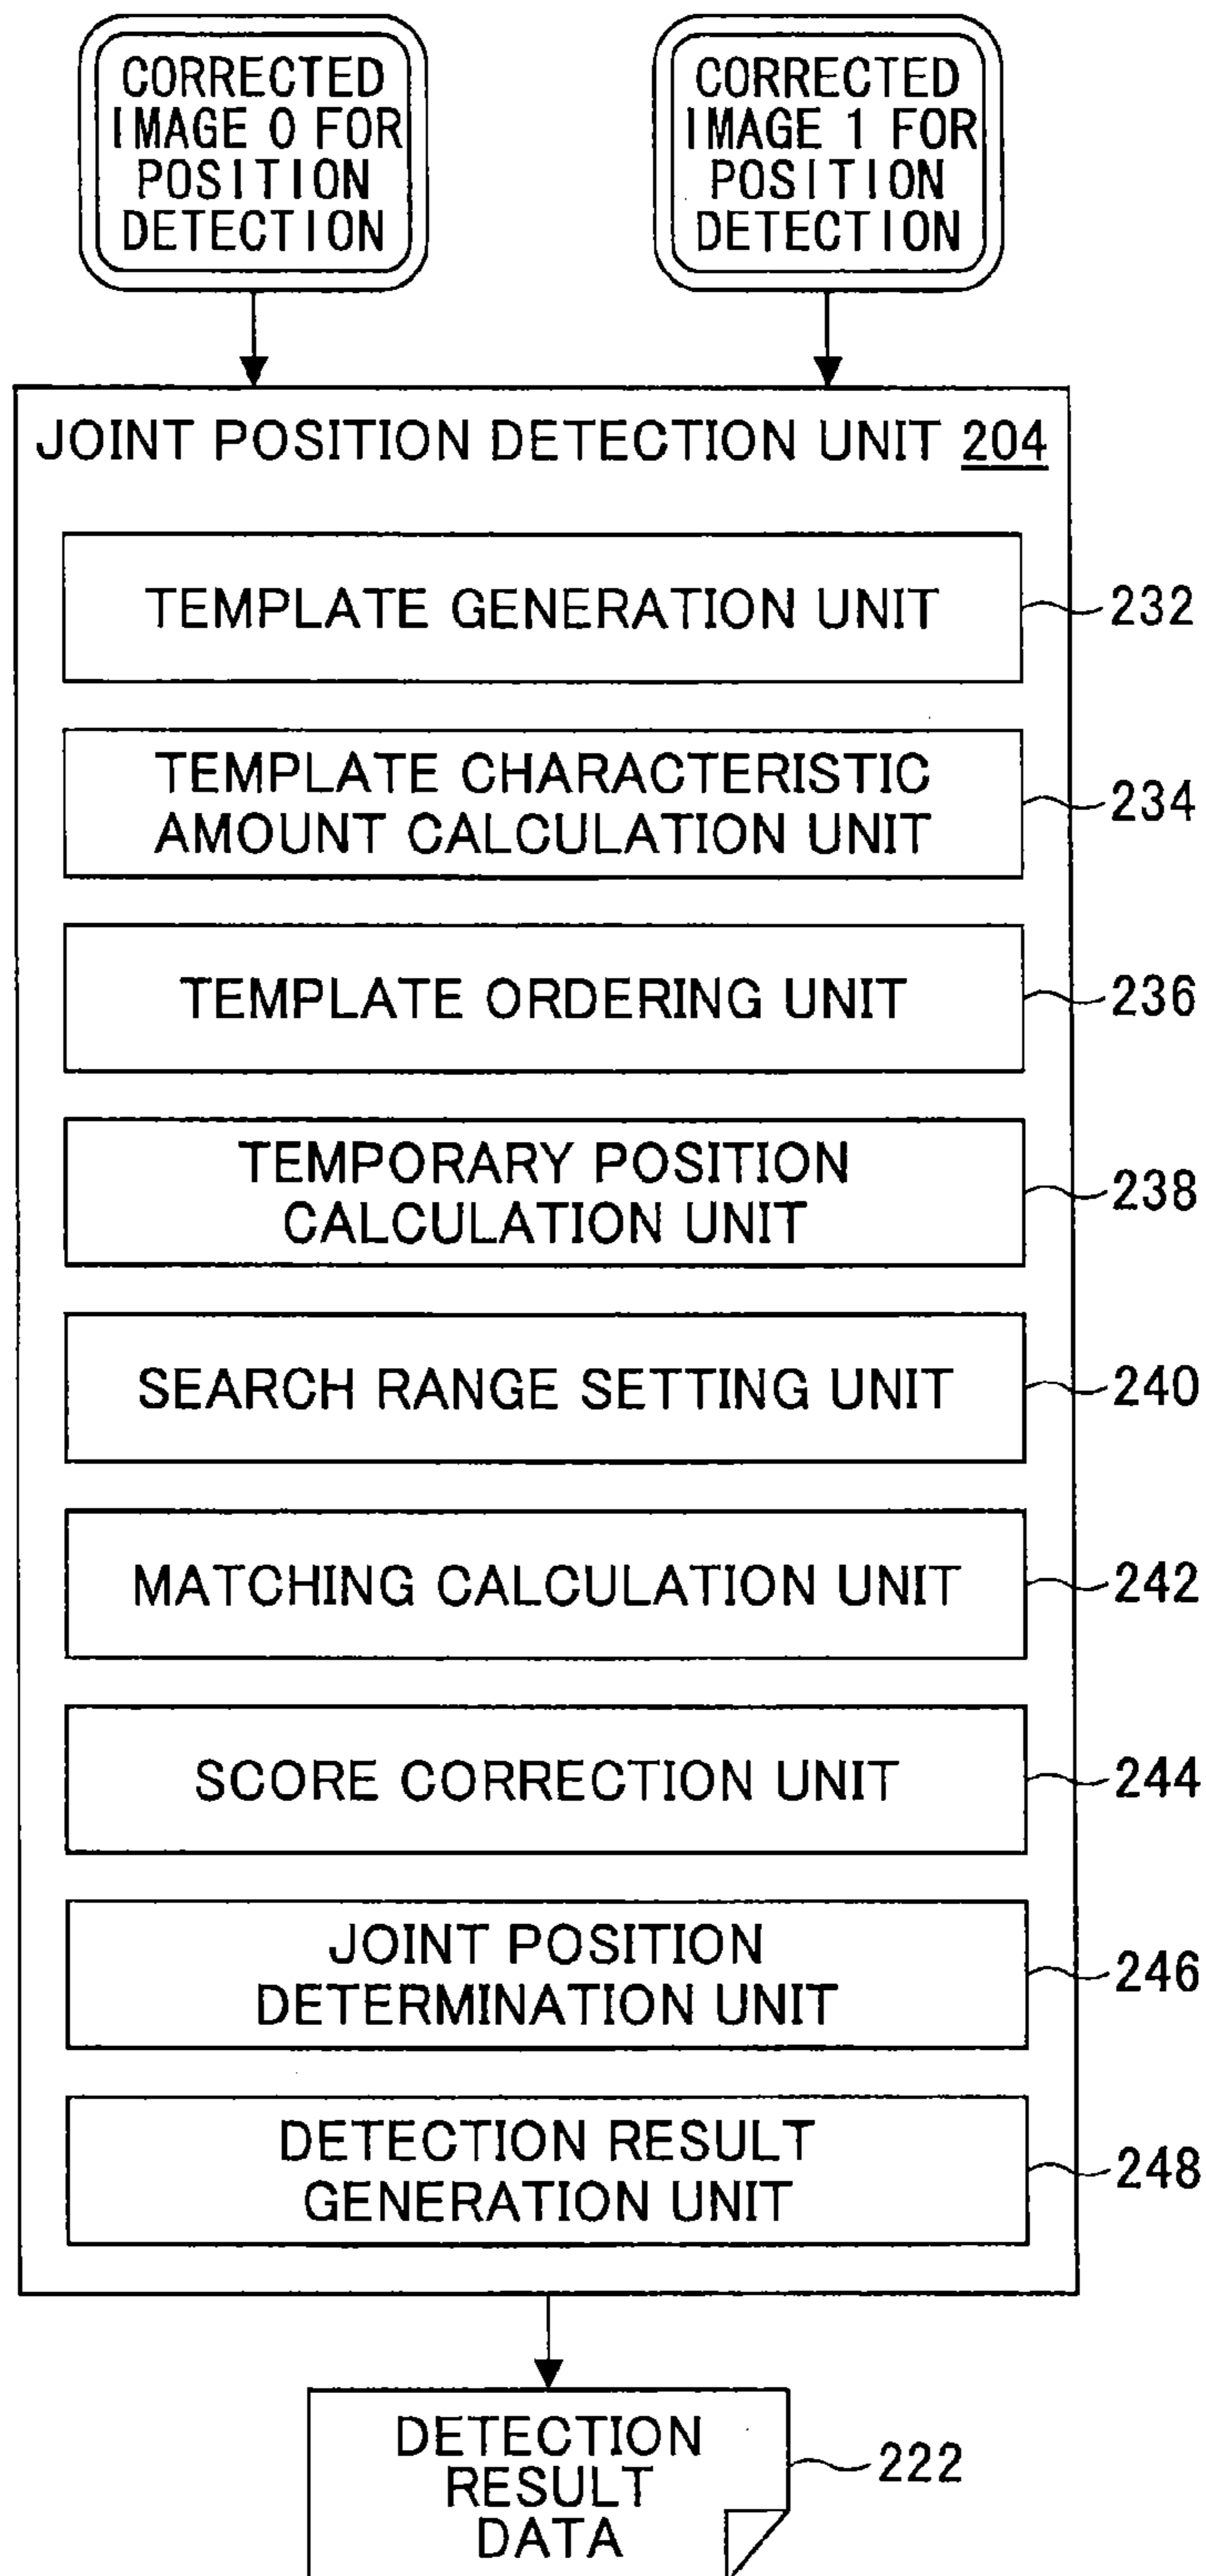 CORRECTED
IMAGE 0 FOR
POSITION
DETECTION
CORRECTED
IMAGE 1 FOR
POSITION
DETECTION
JOINT POSITION DETECTION UNIT 204
TEMPLATE GENERATION UNIT
232
TEMPLATE CHARACTERISTIC
AMOUNT CALCULATION UNIT
234
TEMPLATE ORDERING UNIT
236
TEMPORARY POSITION
CALCULATION UNIT
238
SEARCH RANGE SETTING UNIT
240
MATCHING CALCULATION UNIT
242
SCORE CORRECTION UNIT
244
JOINT POSITION
DETERMINATION UNIT
246
DETECTION RESULT
GENERATION UNIT
248
DETECTION
RESULT
DATA
222